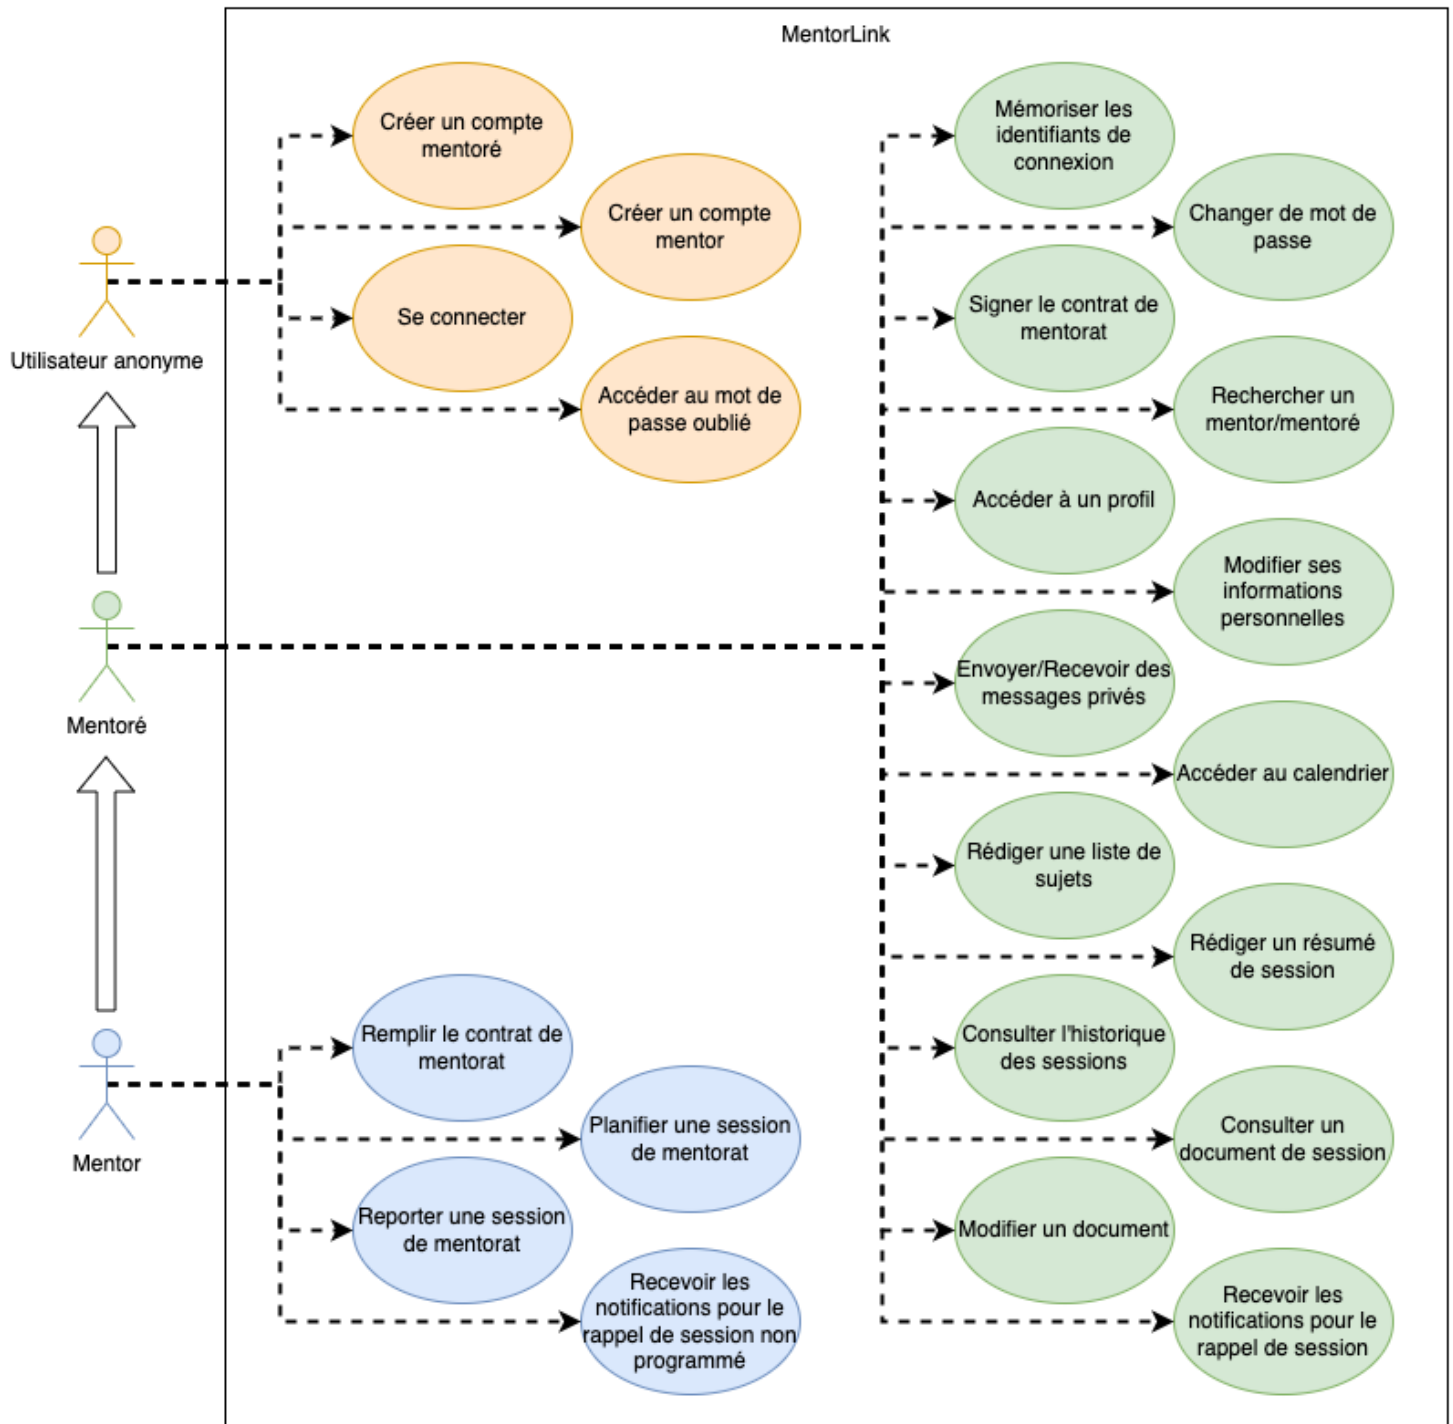 MentorLink
Créer un compte
mentoré
Créer un compte
mentor
Se connecter
Accéder au mot de
passe oublié
Utilisateur anonyme
Mentoré
Mentor
Remplir le contrat de
mentorat
Planifier une session
de mentorat
Reporter une session
de mentorat
Recevoir les
notifications pour le
rappel de session non
programmé
Mémoriser les
identifiants de
connexion
Changer de mot de
passe
Signer le contrat de
mentorat
Rechercher un
mentor/mentoré
Accéder à un profil
Modifier ses
informations
personnelles
Envoyer/Recevoir des
messages privés
Accéder au calendrier
Rédiger une liste de
sujets
Rédiger un résumé
de session
Consulter l'historique
des sessions
Consulter un
document de session
Modifier un document
Recevoir les
notifications pour le
rappel de session